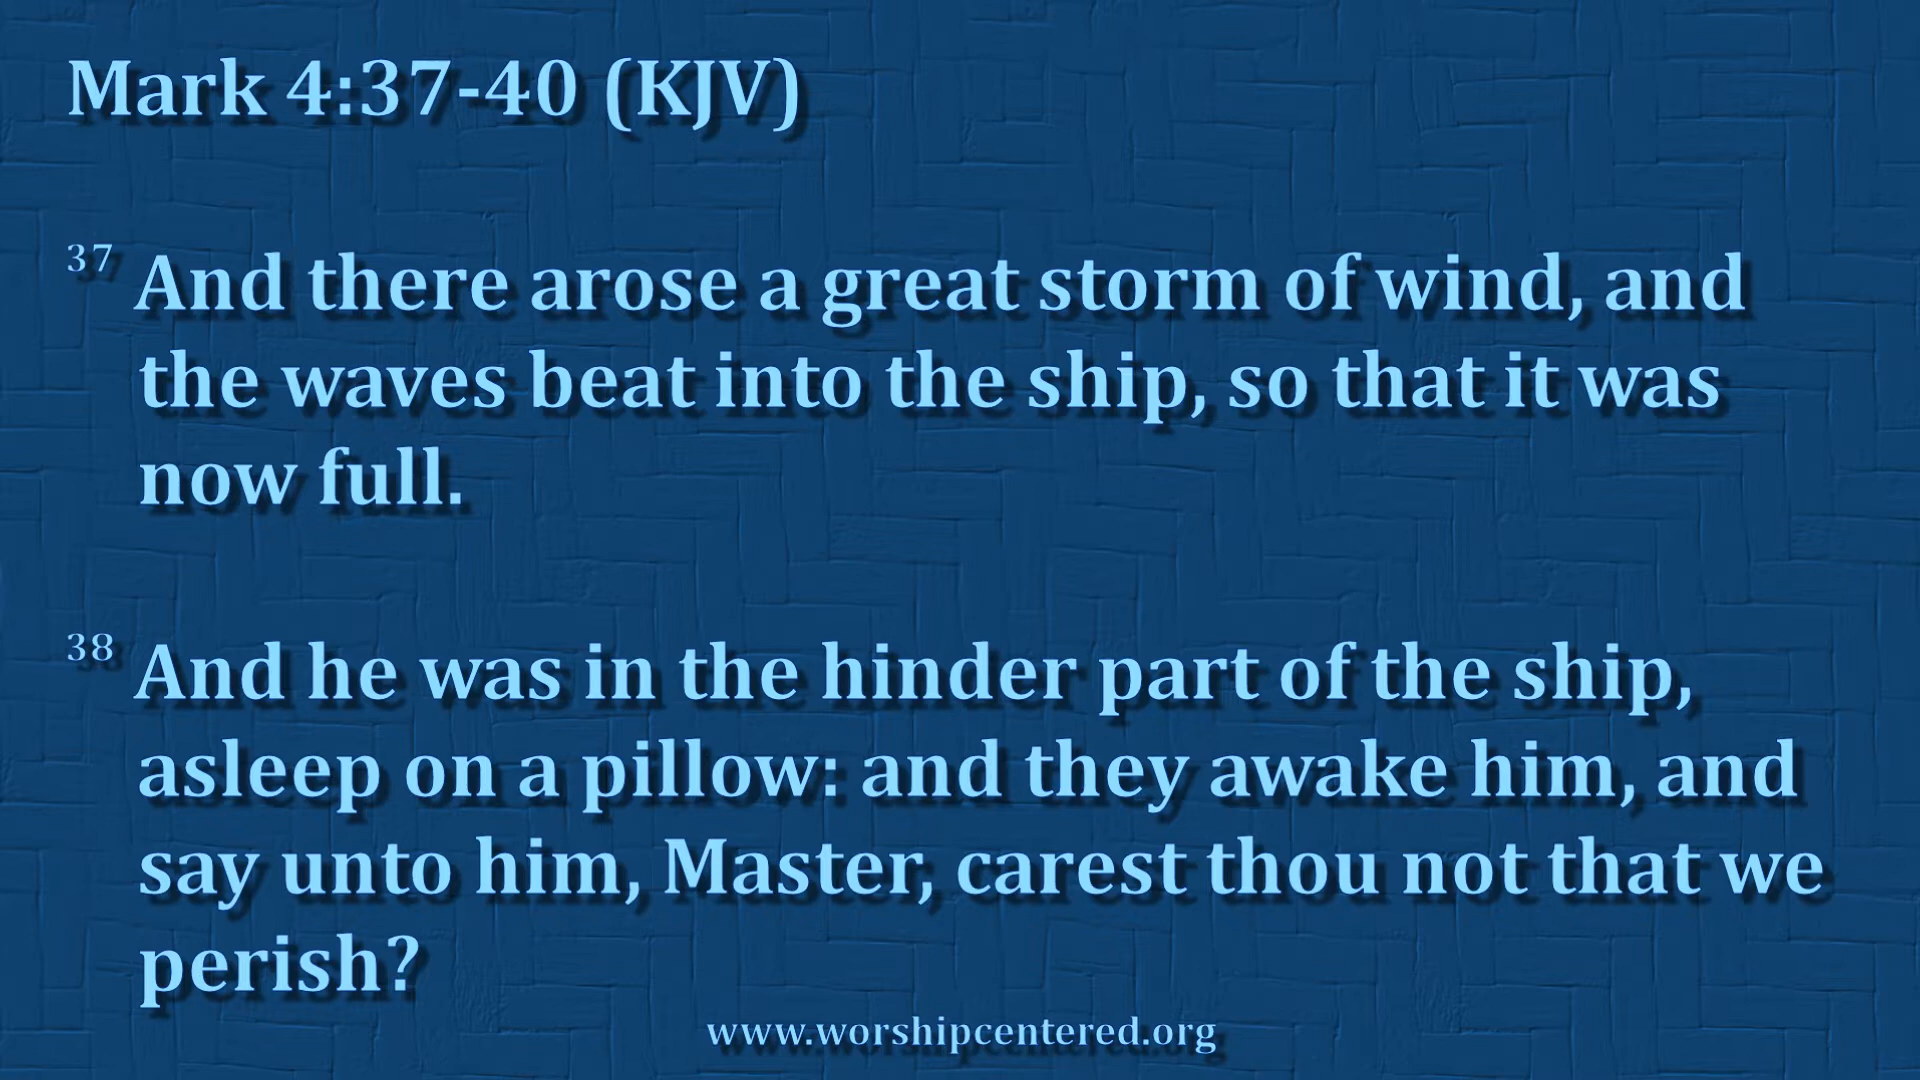 Mark 4:37-40 (KJV)
37 And there arose a great storm of wind, and
the waves beat into the ship, so that it was
now full.
38 And he was in the hinder part of the ship,
asleep on a pillow: and they awake him, and
say unto him, Master, carest thou not that we
perish?
www.worshipcentered.org